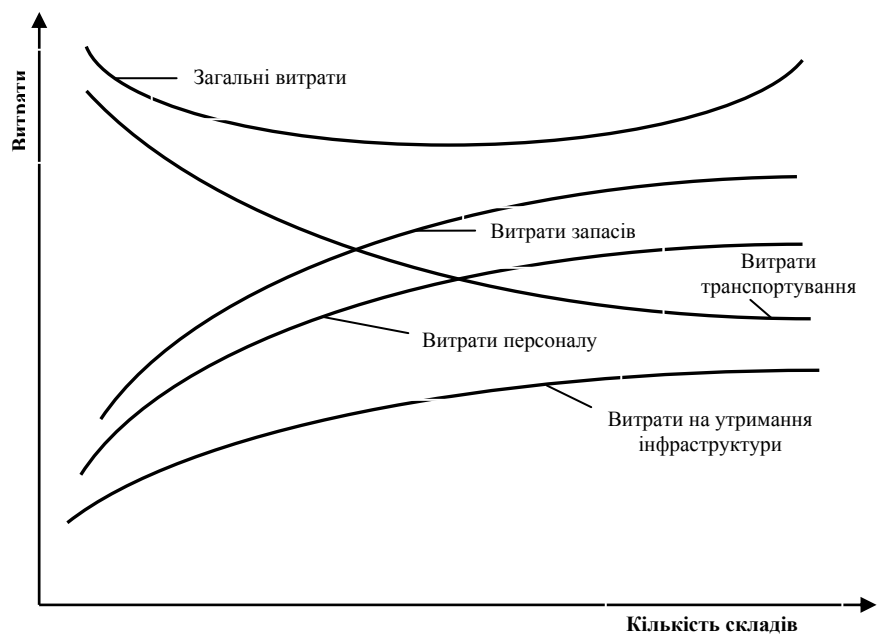 Витрати
Загальні витрати
Витрати запасів
Витрати
транспортування
Витрати персоналу
Витрати на утримання
інфраструктури
Кількість складів